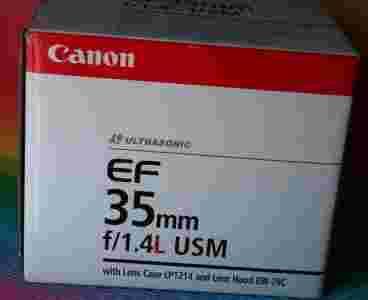 Canon
ULTRASONIC
EF
35mm
f/1.4L USM
with Lens Case LP1214 and Lens Hood EW-78C